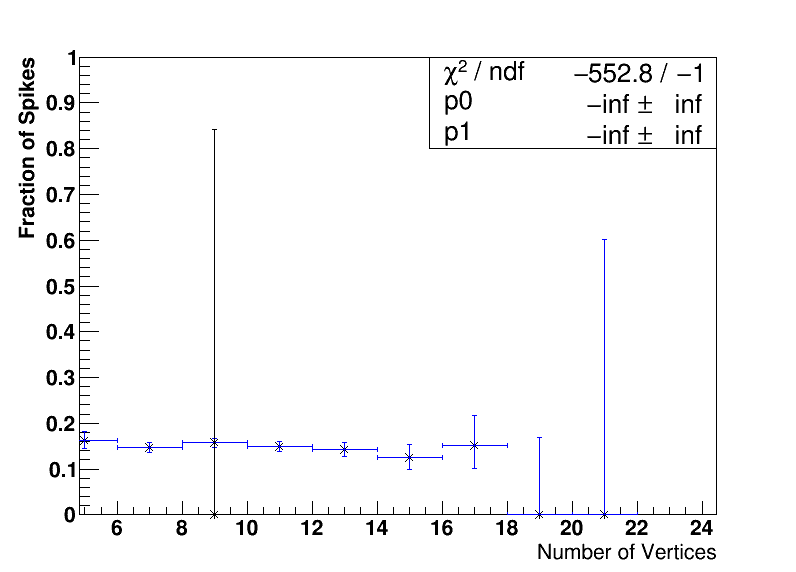 χ² / ndf −552.8 / −1
p0 −inf ± inf
p1 −inf ± inf
Fraction of Spikes
1
0.9
0.8
0.7
0.6
0.5
0.4
0.3
0.2
0.1
0
6 8 10 12 14 16 18 20 22 24
Number of Vertices